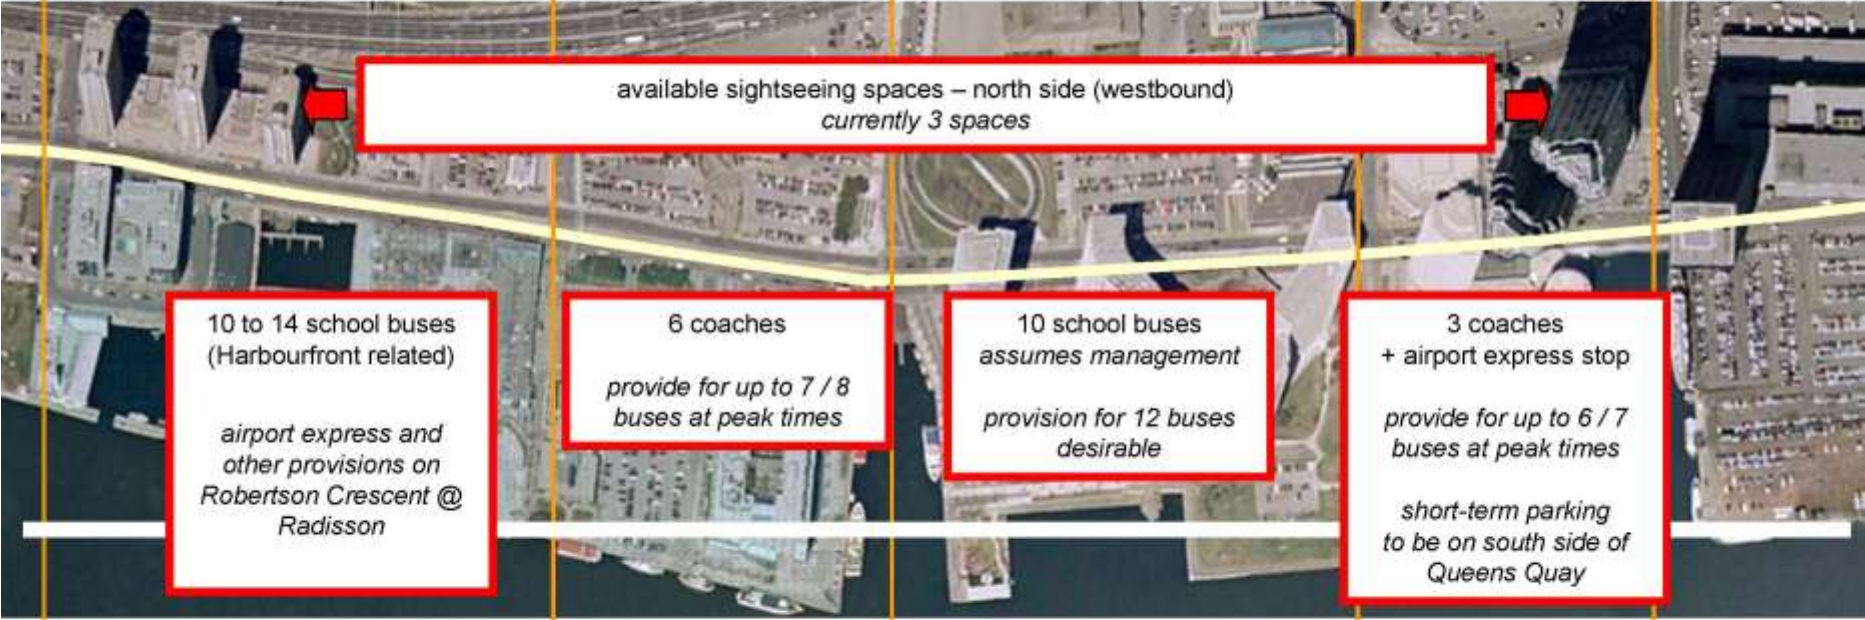 available sightseeing spaces – north side (westbound)
currently 3 spaces
10 to 14 school buses
(Harbourfront related)
airport express and
other provisions on
Robertson Crescent @
Radisson
6 coaches
provide for up to 7 / 8
buses at peak times
10 school buses
assumes management
provision for 12 buses
desirable
3 coaches
+ airport express stop
provide for up to 6 / 7
buses at peak times
short-term parking
to be on south side of
Queens Quay